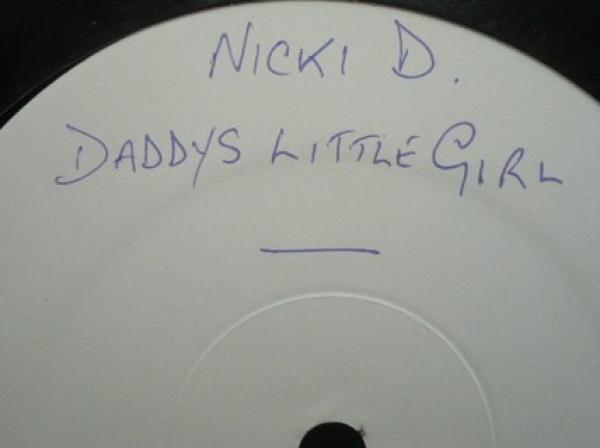 NICKI D.
DADDYS LITTLE GIRL